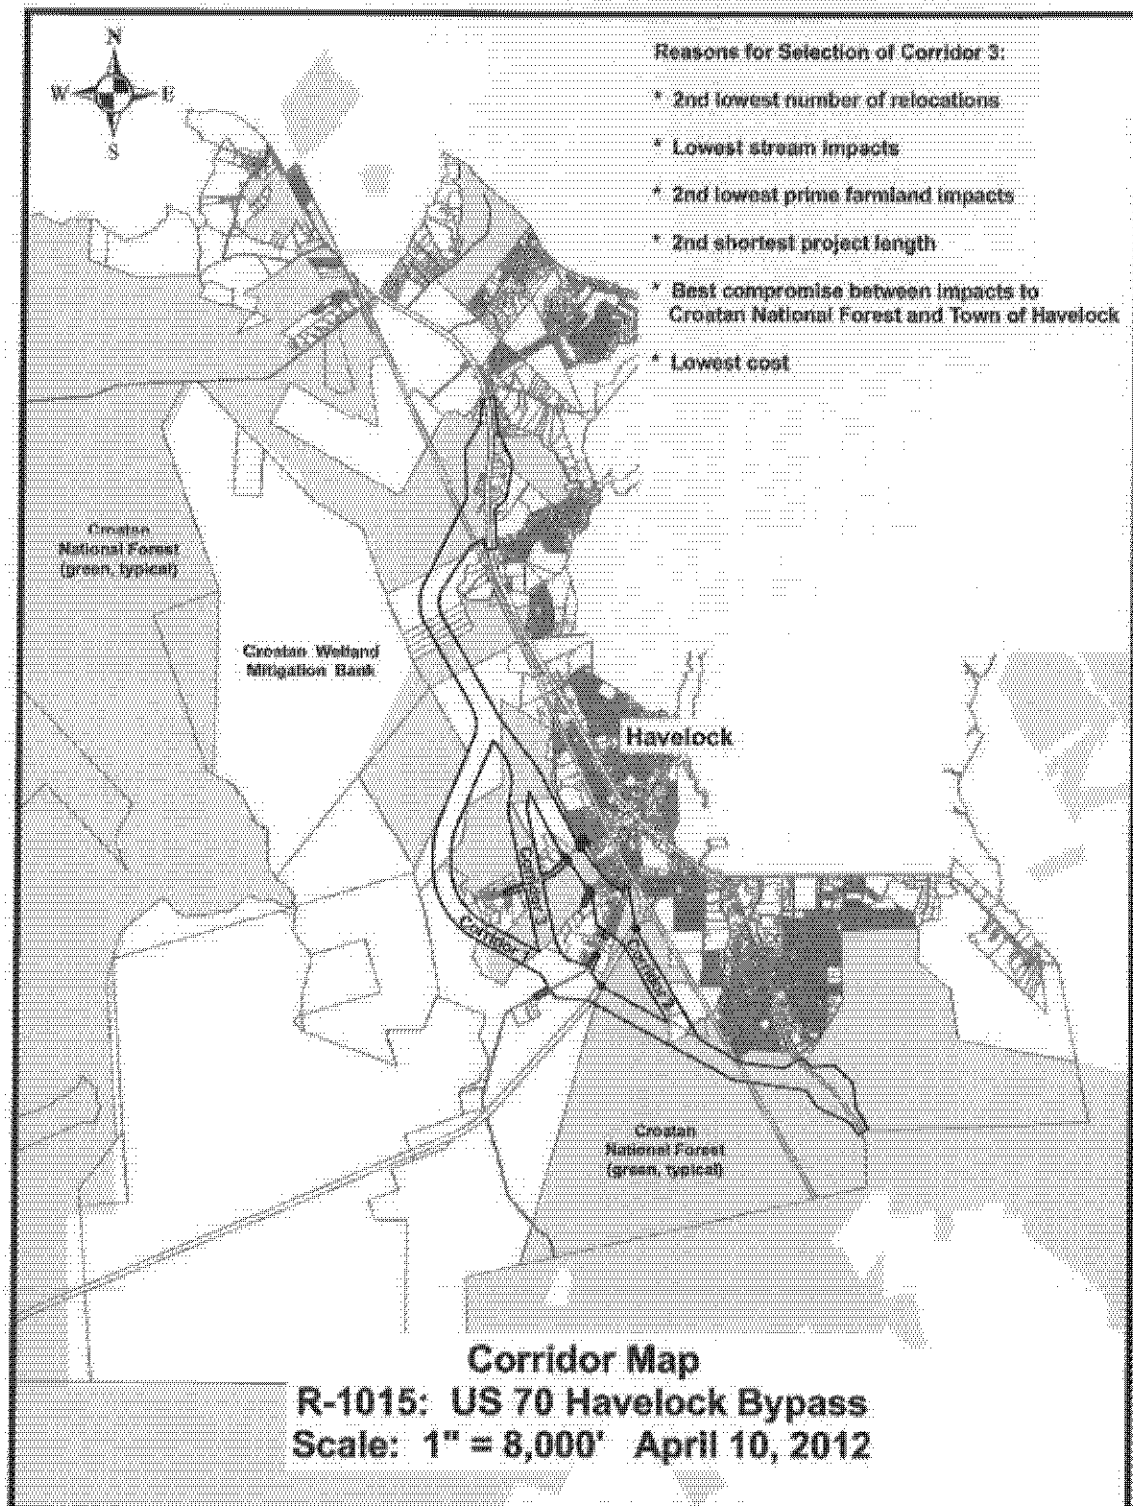 N
W E
S
Reasons for Selection of Corridor 3:
* 2nd lowest number of relocations
* Lowest stream impacts
* 2nd lowest prime farmland impacts
* 2nd shortest project length
* Best compromise between impacts to
Croatan National Forest and Town of Havelock
* Lowest cost
Croatan
National Forest
(green, typical)
Croatan Wetland
Mitigation Bank
Havelock
Corridor 3
Corridor 1
Corridor 2
Croatan
National Forest
(green, typical)
Corridor Map
R-1015: US 70 Havelock Bypass
Scale: 1" = 8,000' April 10, 2012